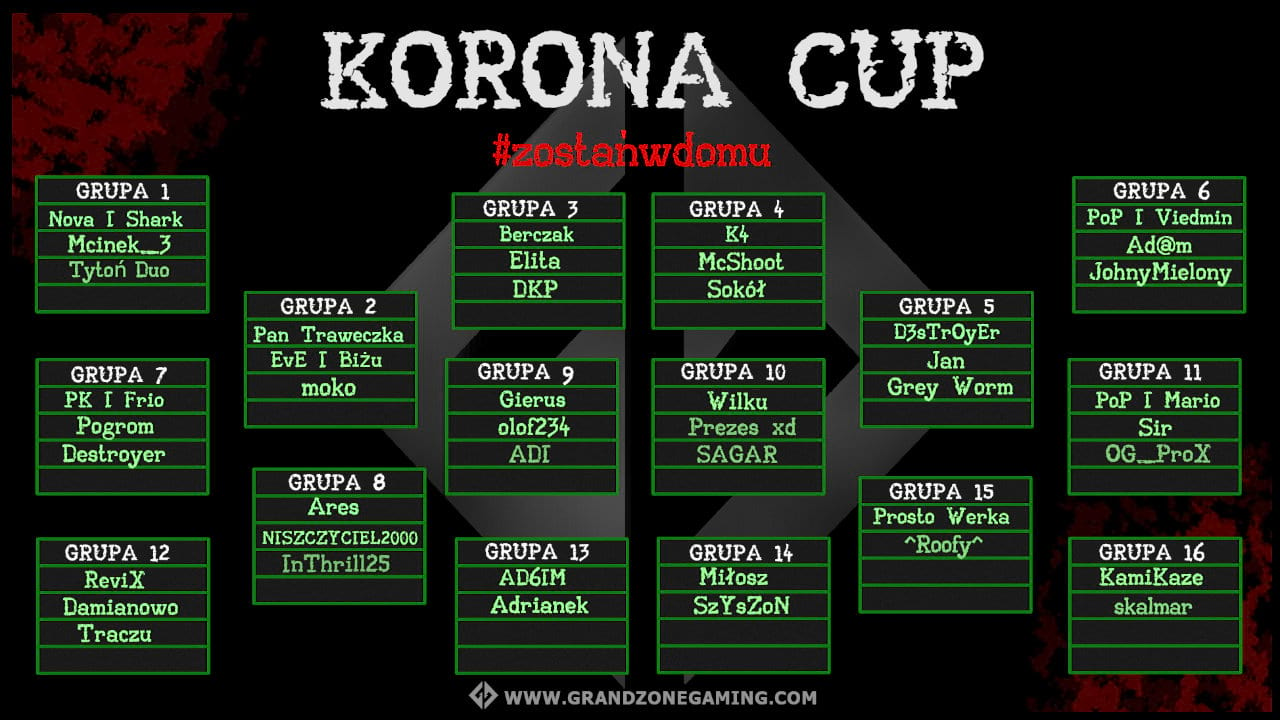 KORONA CUP
#zostańwdomu
GRUPA 1
Nova I Shark
Mcinek_3
Tytoń Duo
GRUPA 2
Pan Traweczka
EvE I Biżu
moko
GRUPA 3
Berczak
Elita
DKP
GRUPA 4
K4
McShoot
Sokół
GRUPA 5
D3sTrOyEr
Jan
Grey Worm
GRUPA 6
PoP I Viedmin
Ad@m
JohnyMielony
GRUPA 7
PK I Frio
Pogrom
Destroyer
GRUPA 8
Ares
NISZCZYCIEL2000
InThrill25
GRUPA 9
Gierus
olof234
ADI
GRUPA 10
Wilku
Prezes xd
SAGAR
GRUPA 11
PoP I Mario
Sir
OG_ProX
GRUPA 12
ReviX
Damianowo
Traczu
GRUPA 13
AD6IM
Adrianek
GRUPA 14
Miłosz
SzYsZoN
GRUPA 15
Prosto Werka
^Roofy^
GRUPA 16
KamiKaze
skalmar
WWW.GRANDZONEGAMING.COM